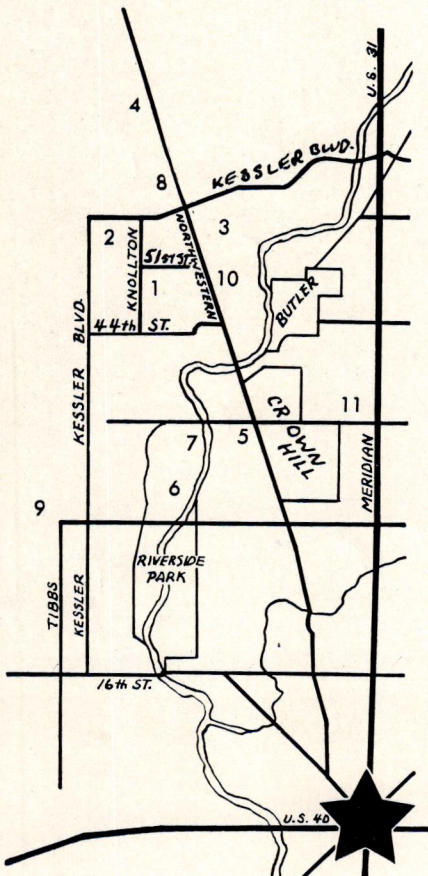 U.S. 31
4
8
KESSLER BLVD.
2
KNOLLTON
3
51ST ST.
NORTHWESTERN
1
10
BUTLER
44th ST.
KESSLER BLVD.
CROWN HILL
11
7
5
MERIDIAN
6
9
RIVERSIDE
PARK
TIBBS
KESSLER
16th ST.
U.S. 40